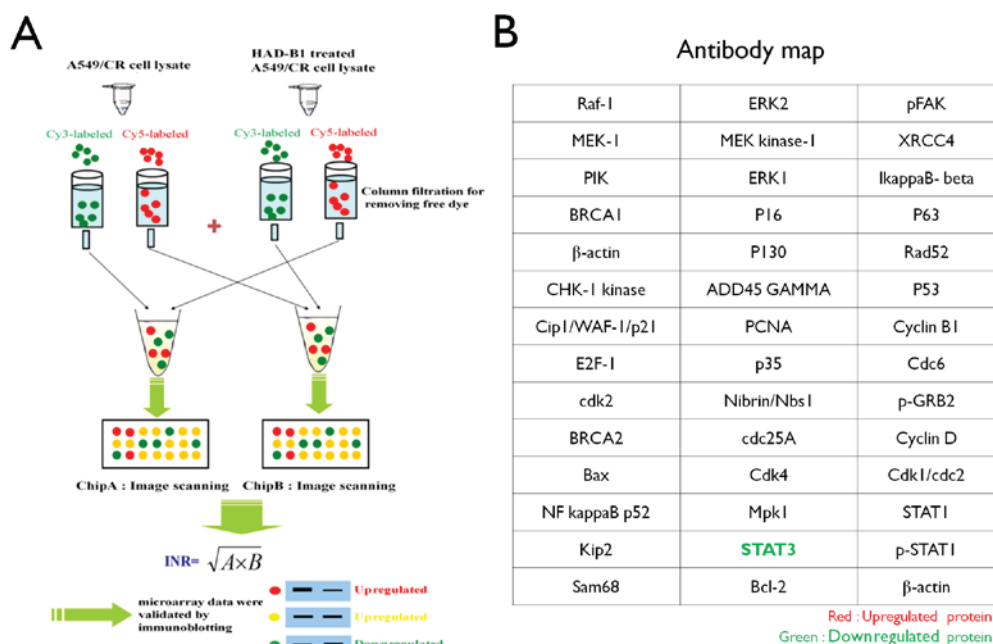 A
A549/CR cell lysate
HAD-B1 treated
A549/CR cell lysate
Cy3-labeled
Cy5-labeled
Cy3-labeled
Cy5-labeled
Column filtration for
removing free dye
+
ChipA : Image scanning
ChipB : Image scanning
INR= √A×B
microarray data were
validated by
immunoblotting
Upregulated
Upregulated
Downregulated
B
Antibody map
Raf-1 ERK2 pFAK
MEK-1 MEK kinase-1 XRCC4
PIK ERK1 IkappaB- beta
BRCA1 P16 P63
β-actin P130 Rad52
CHK-1 kinase ADD45 GAMMA P53
Cip1/WAF-1/p21 PCNA Cyclin B1
E2F-1 p35 Cdc6
cdk2 Nibrin/Nbs1 p-GRB2
BRCA2 cdc25A Cyclin D
Bax Cdk4 Cdk1/cdc2
NF kappaB p52 Mpk1 STAT1
Kip2 STAT3 p-STAT1
Sam68 Bcl-2 β-actin
Red : Upregulated protein
Green : Downregulated protein